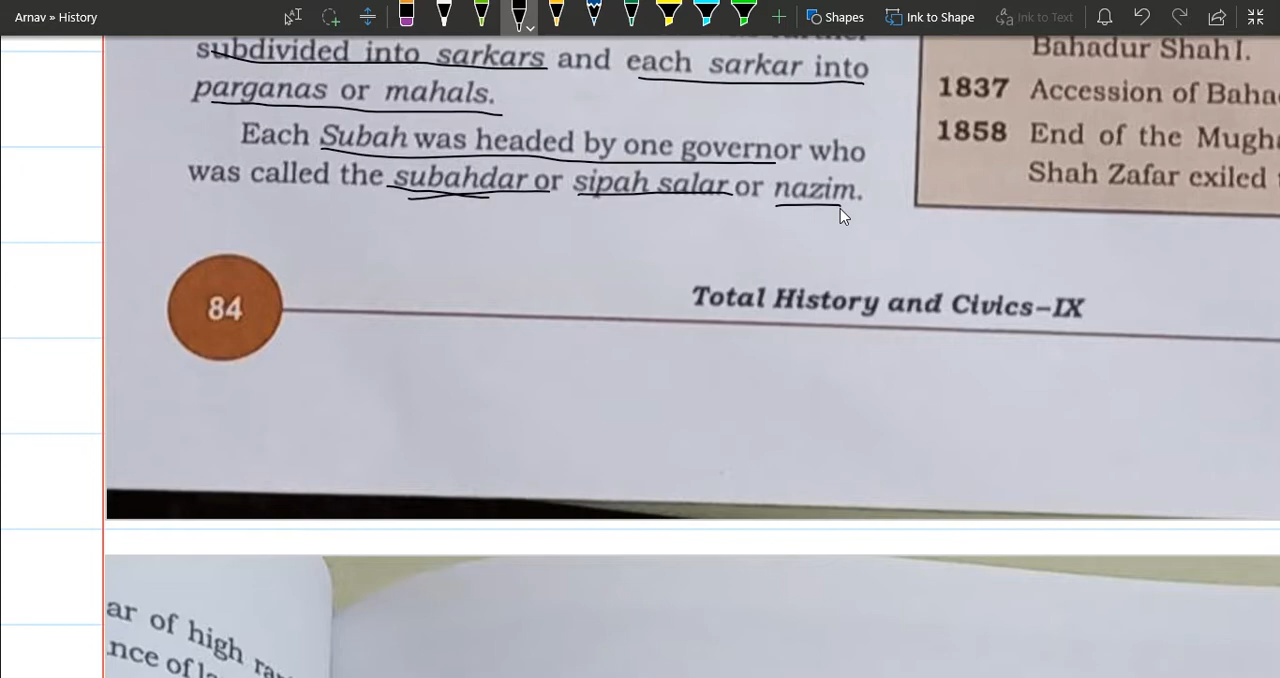 Arnav » History
Shapes
Ink to Shape
Ink to Text
subdivided into sarkars and each sarkar into
parganas or mahals.
Each Subah was headed by one governor who
was called the subahdar or sipah salar or nazim.
Bahadur Shah I.
1837 Accession of Baha
1858 End of the Mugh
Shah Zafar exiled
84
Total History and Civics–IX
ar of high
nce of